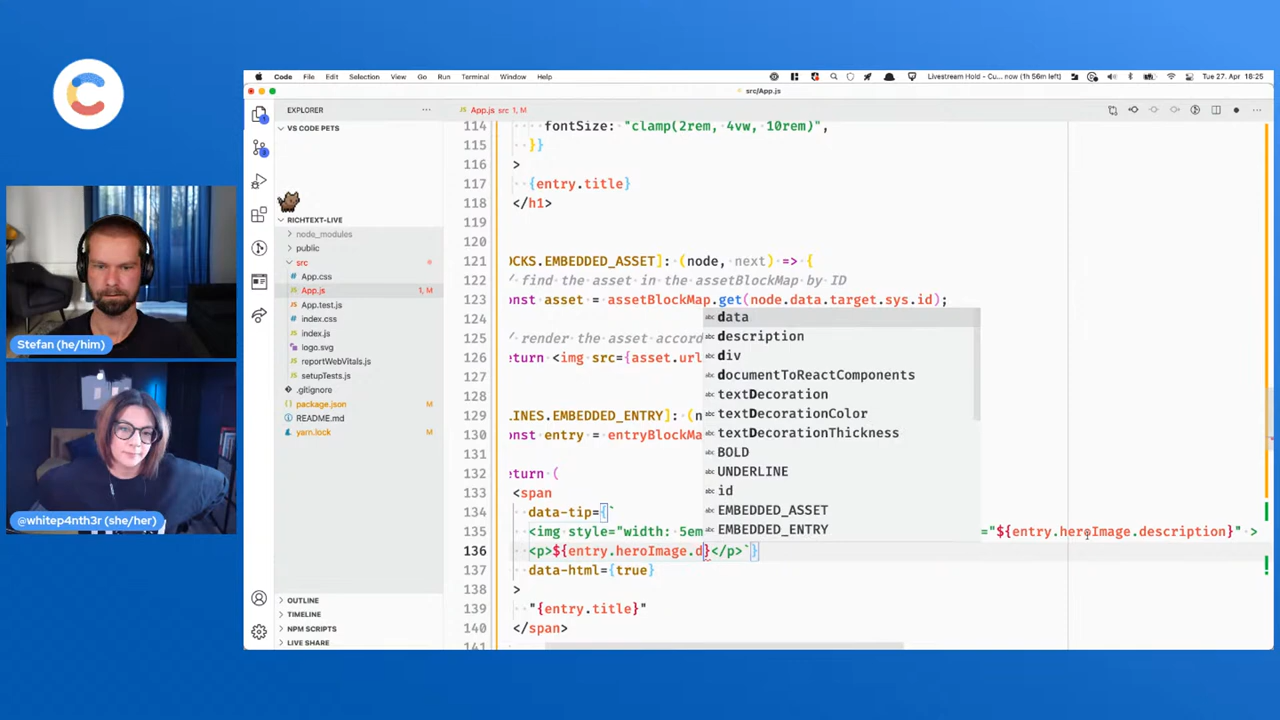 Code File Edit Selection View Go Run Terminal Window Help
Livestream Hold - Cu... now (1h 56m left)
Tue 27. Apr 18:25
src/App.js
EXPLORER
VS CODE PETS
RICHTEXT-LIVE
node_modules
public
src
App.css
App.js 1, M
App.test.js
index.css
index.js
logo.svg
reportWebVitals.js
setupTests.js
.gitignore
package.json M
README.md
yarn.lock M
OUTLINE
TIMELINE
NPM SCRIPTS
LIVE SHARE
App.js src 1, M
114 fontSize: "clamp(2rem, 4vw, 10rem)",
115 }}
116 >
117 {entry.title}
118 </h1>
119
120
121 OCKS.EMBEDDED_ASSET]: (node, next) => {
122 / find the asset in the assetBlockMap by ID
123 onst asset = assetBlockMap.get(node.data.target.sys.id);
124
125 / render the asset accord
126 eturn <img src={asset.url
127
128
129 LINES.EMBEDDED_ENTRY]: (n
130 onst entry = entryBlockMa
131
132 eturn (
133 <span
134 data-tip={`
135 <img style="width: 5em ="${entry.heroImage.description}" >
136 <p>${entry.heroImage.d}</p>`}
137 data-html={true}
138 >
139 "{entry.title}"
140 </span>
141
data
description
div
documentToReactComponents
textDecoration
textDecorationColor
textDecorationThickness
BOLD
UNDERLINE
id
EMBEDDED_ASSET
EMBEDDED_ENTRY
Stefan (he/him)
@whitep4nth3r (she/her)